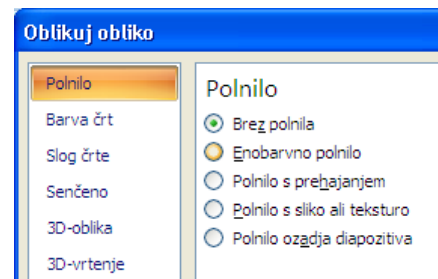 Oblikuj obliko
Polnilo
Barva črt
Slog črte
Senčeno
3D-oblika
3D-vrtenje
Polnilo
Brez polnila
Enobarvno polnilo
Polnilo s prehajanjem
Polnilo s sliko ali teksturo
Polnilo ozadja diapozitiva